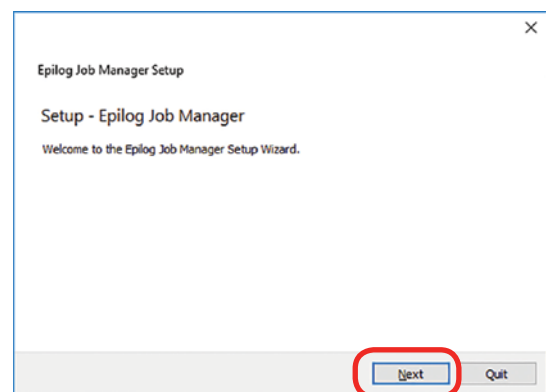 Epilog Job Manager Setup
Setup - Epilog Job Manager
Welcome to the Epilog Job Manager Setup Wizard.
Next Quit